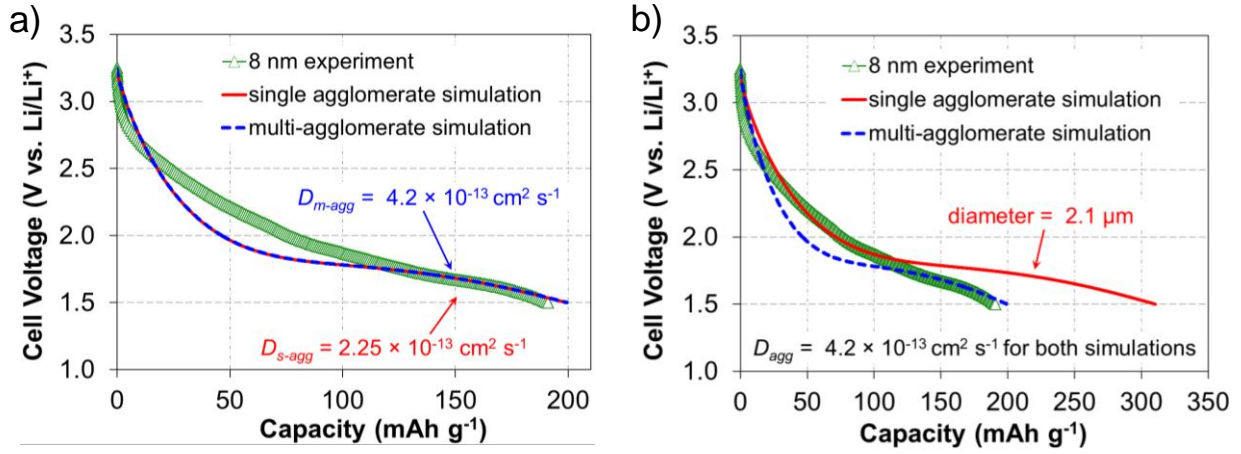 a)
Cell Voltage (V vs. Li/Li⁺)
3.5
3.0
2.5
2.0
1.5
1.0
8 nm experiment
single agglomerate simulation
multi-agglomerate simulation
D_m-agg = 4.2 × 10⁻¹³ cm² s⁻¹
D_s-agg = 2.25 × 10⁻¹³ cm² s⁻¹
0 50 100 150 200
Capacity (mAh g⁻¹)
b)
Cell Voltage (V vs. Li/Li⁺)
3.5
3.0
2.5
2.0
1.5
1.0
8 nm experiment
single agglomerate simulation
multi-agglomerate simulation
diameter = 2.1 µm
D_agg = 4.2 × 10⁻¹³ cm² s⁻¹ for both simulations
0 50 100 150 200 250 300 350
Capacity (mAh g⁻¹)